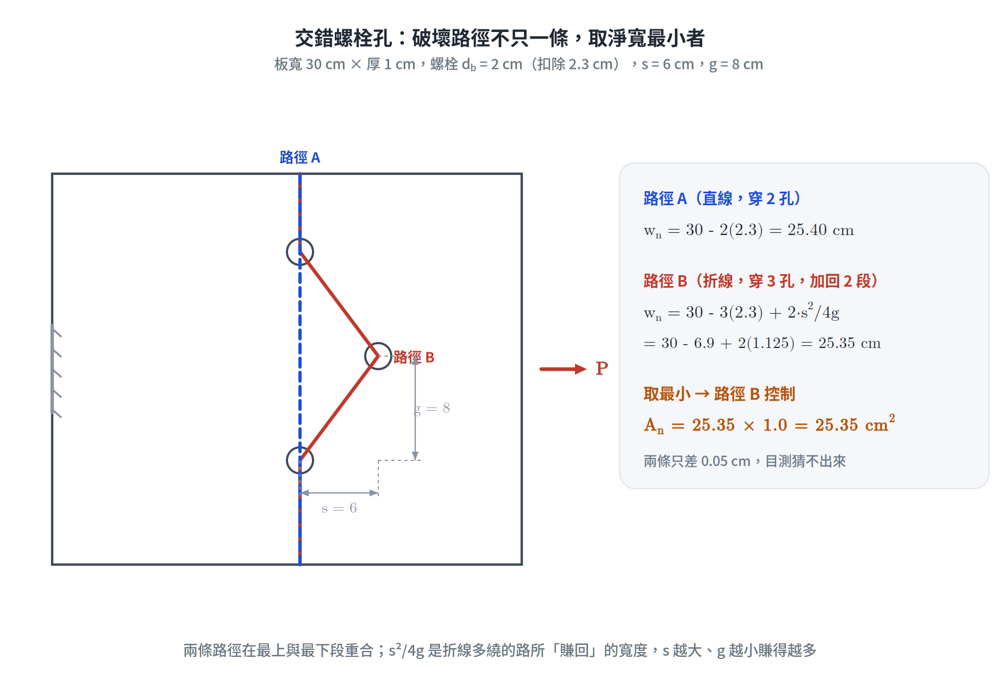 交錯螺栓孔：破壞路徑不只一條，取淨寬最小者
板寬 30 cm × 厚 1 cm，螺栓 d_b = 2 cm（扣除 2.3 cm），s = 6 cm，g = 8 cm
路徑 A
路徑 B
g = 8
s = 6
P
路徑 A（直線，穿 2 孔）
w_n = 30 - 2(2.3) = 25.40 cm
路徑 B（折線，穿 3 孔，加回 2 段）
w_n = 30 - 3(2.3) + 2·s²/4g
= 30 - 6.9 + 2(1.125) = 25.35 cm
取最小 → 路徑 B 控制
A_n = 25.35 × 1.0 = 25.35 cm²
兩條只差 0.05 cm，目測猜不出來
兩條路徑在最上與最下段重合；s²/4g 是折線多繞的路所「賺回」的寬度，s 越大、g 越小賺得越多